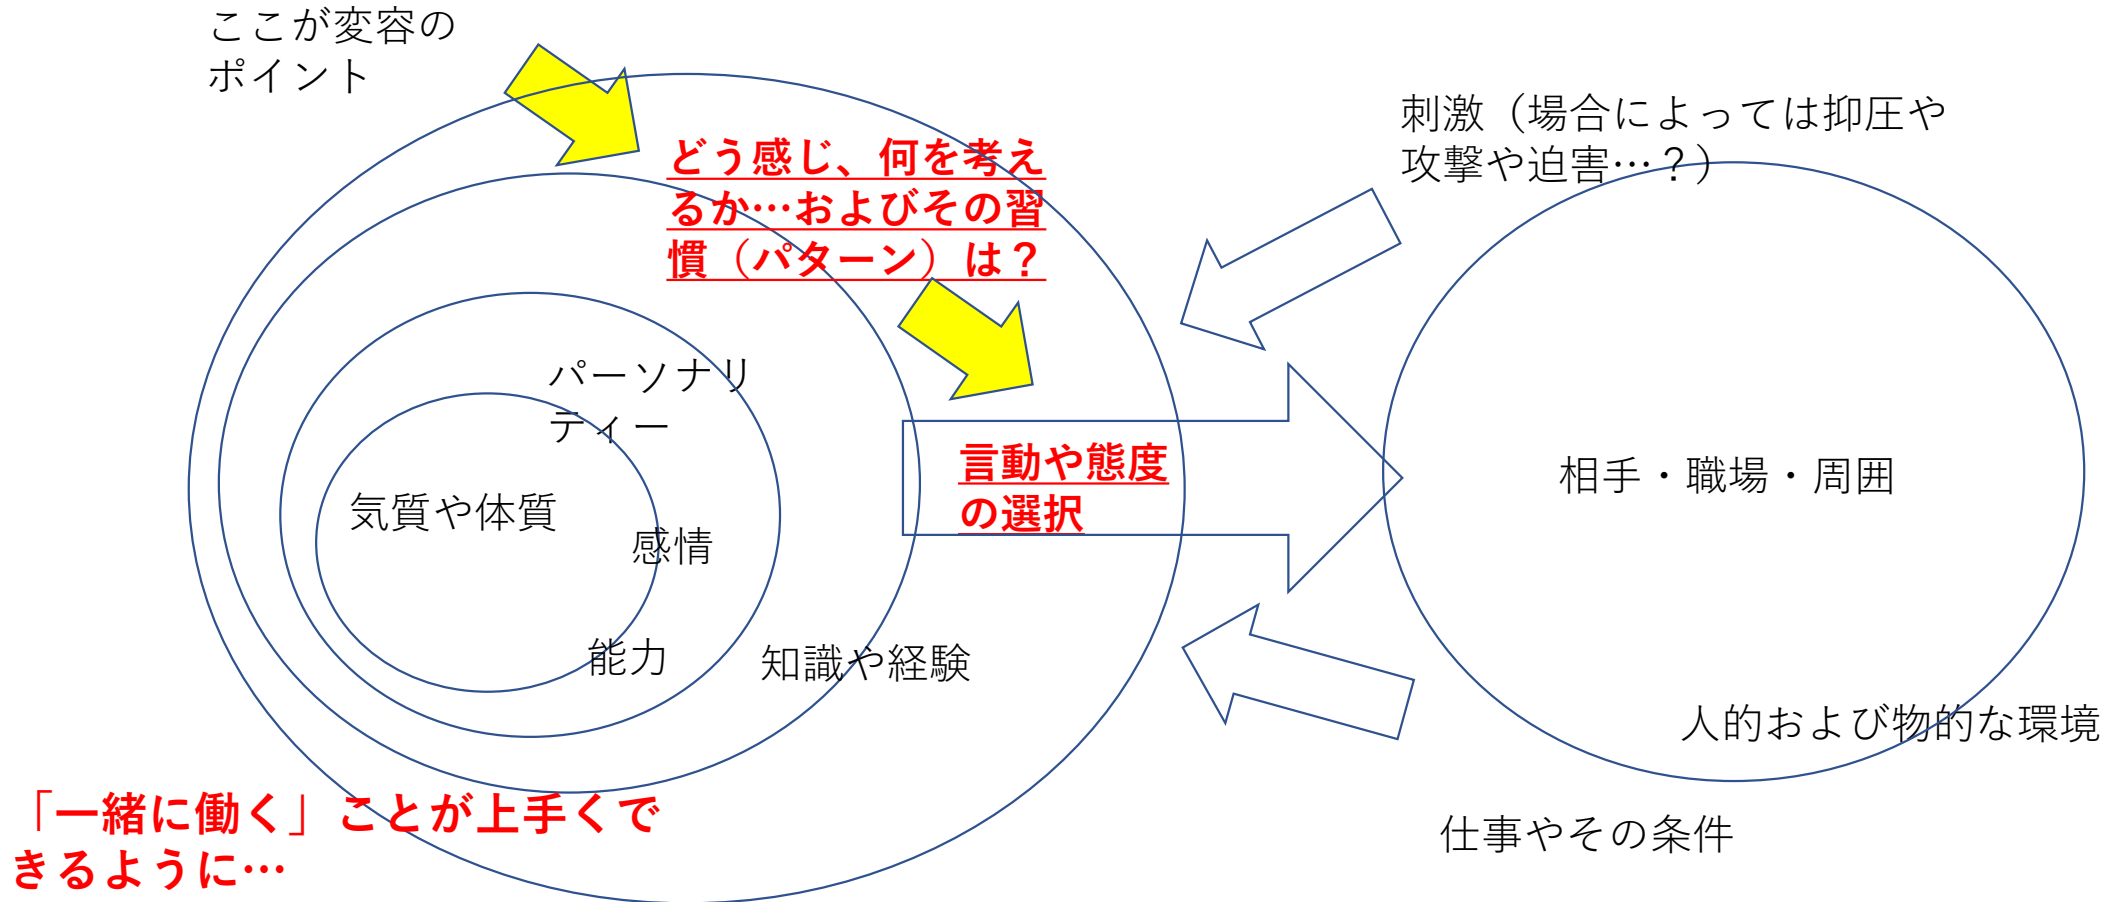 ここが変容の
ポイント
刺激（場合によっては抑圧や
攻撃や迫害…？）
どう感じ、何を考え
るか…およびその習
慣（パターン）は？
パーソナリ
ティー
気質や体質
感情
能力
知識や経験
言動や態度
の選択
相手・職場・周囲
人的および物的な環境
仕事やその条件
「一緒に働く」ことが上手くで
きるように…